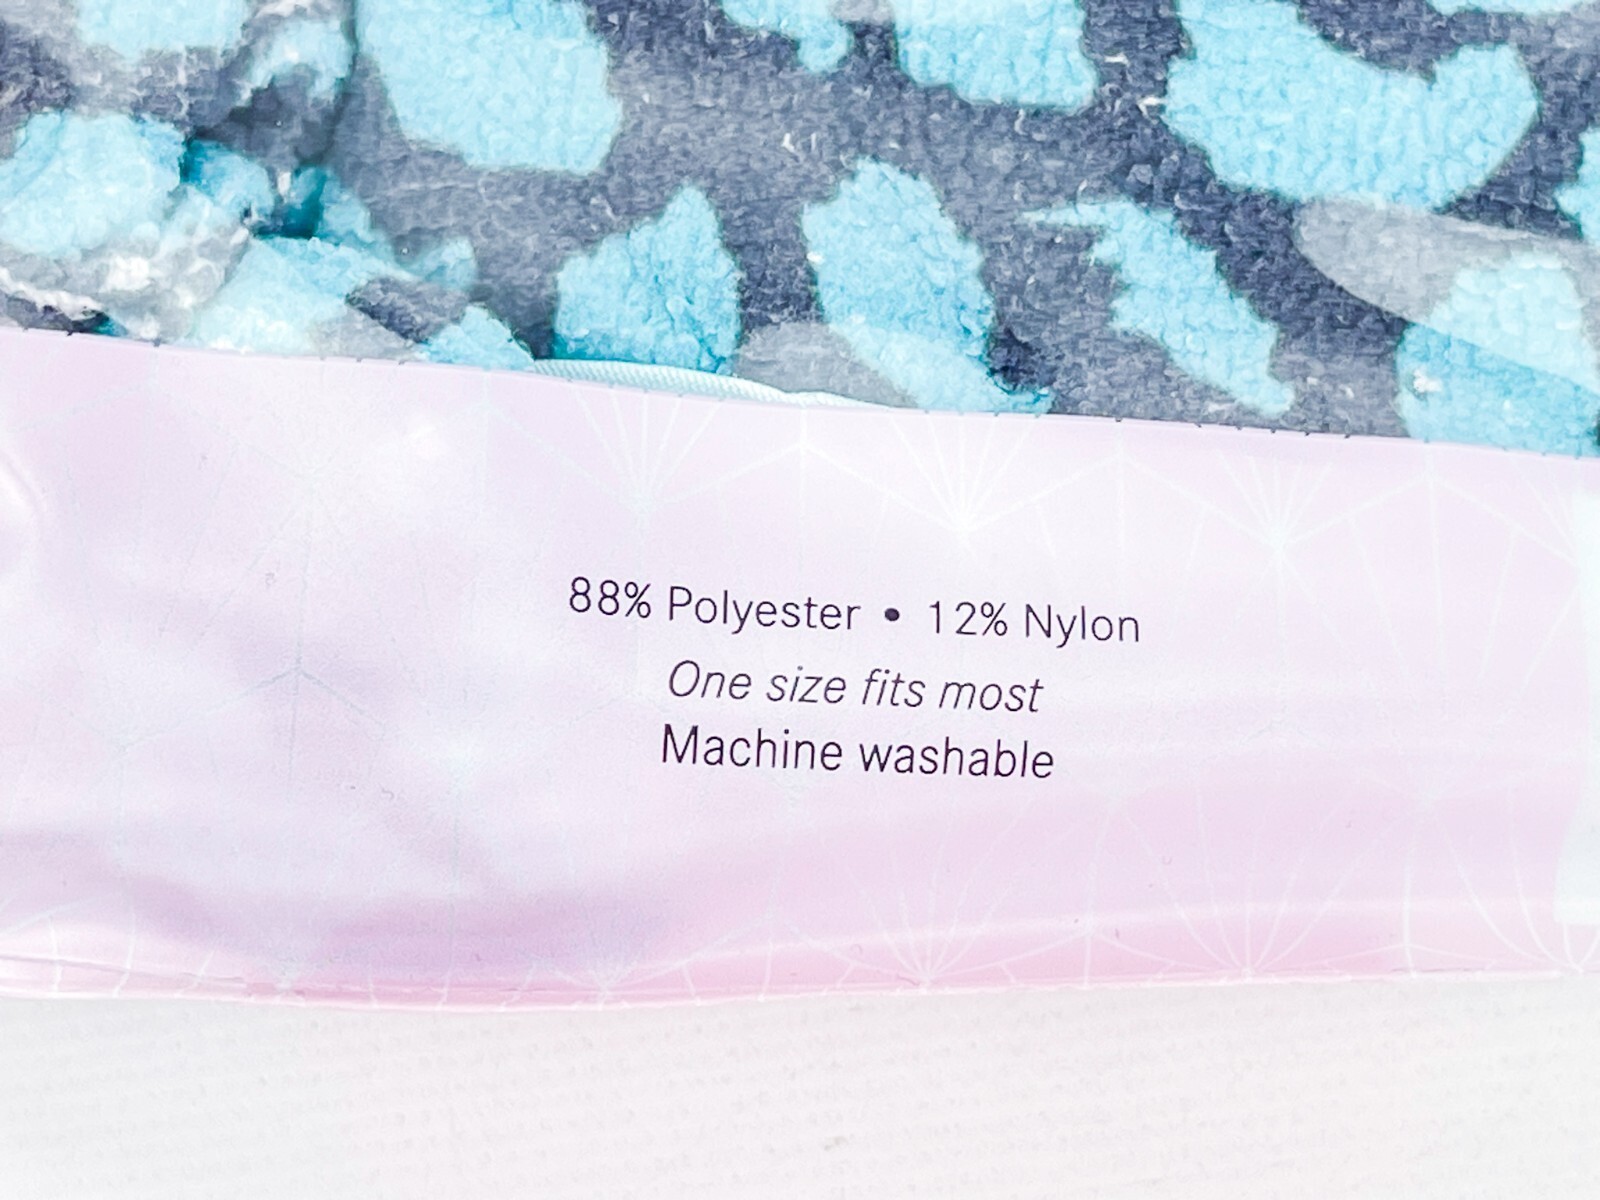 88% Polyester • 12% Nylon
One size fits most
Machine washable